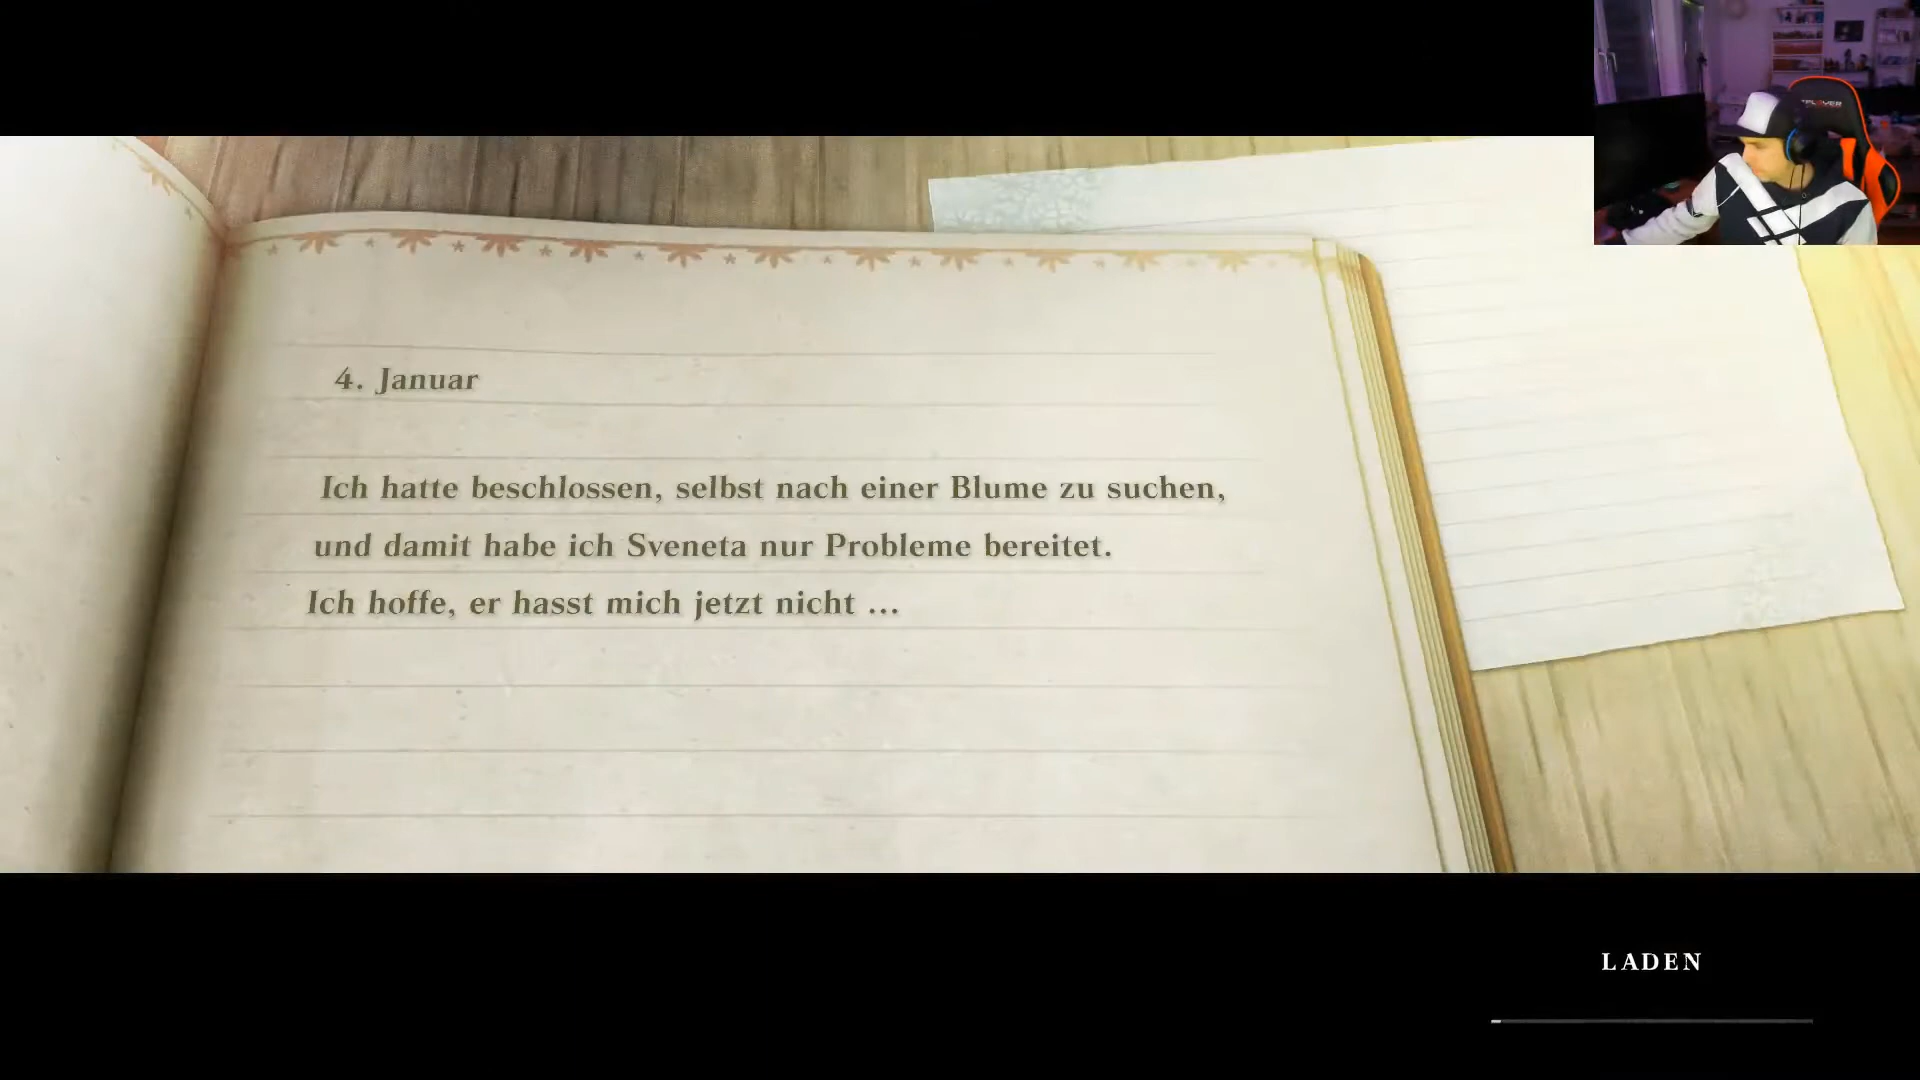 4. Januar
Ich hatte beschlossen, selbst nach einer Blume zu suchen,
und damit habe ich Sveneta nur Probleme bereitet.
Ich hoffe, er hasst mich jetzt nicht ...
LADEN